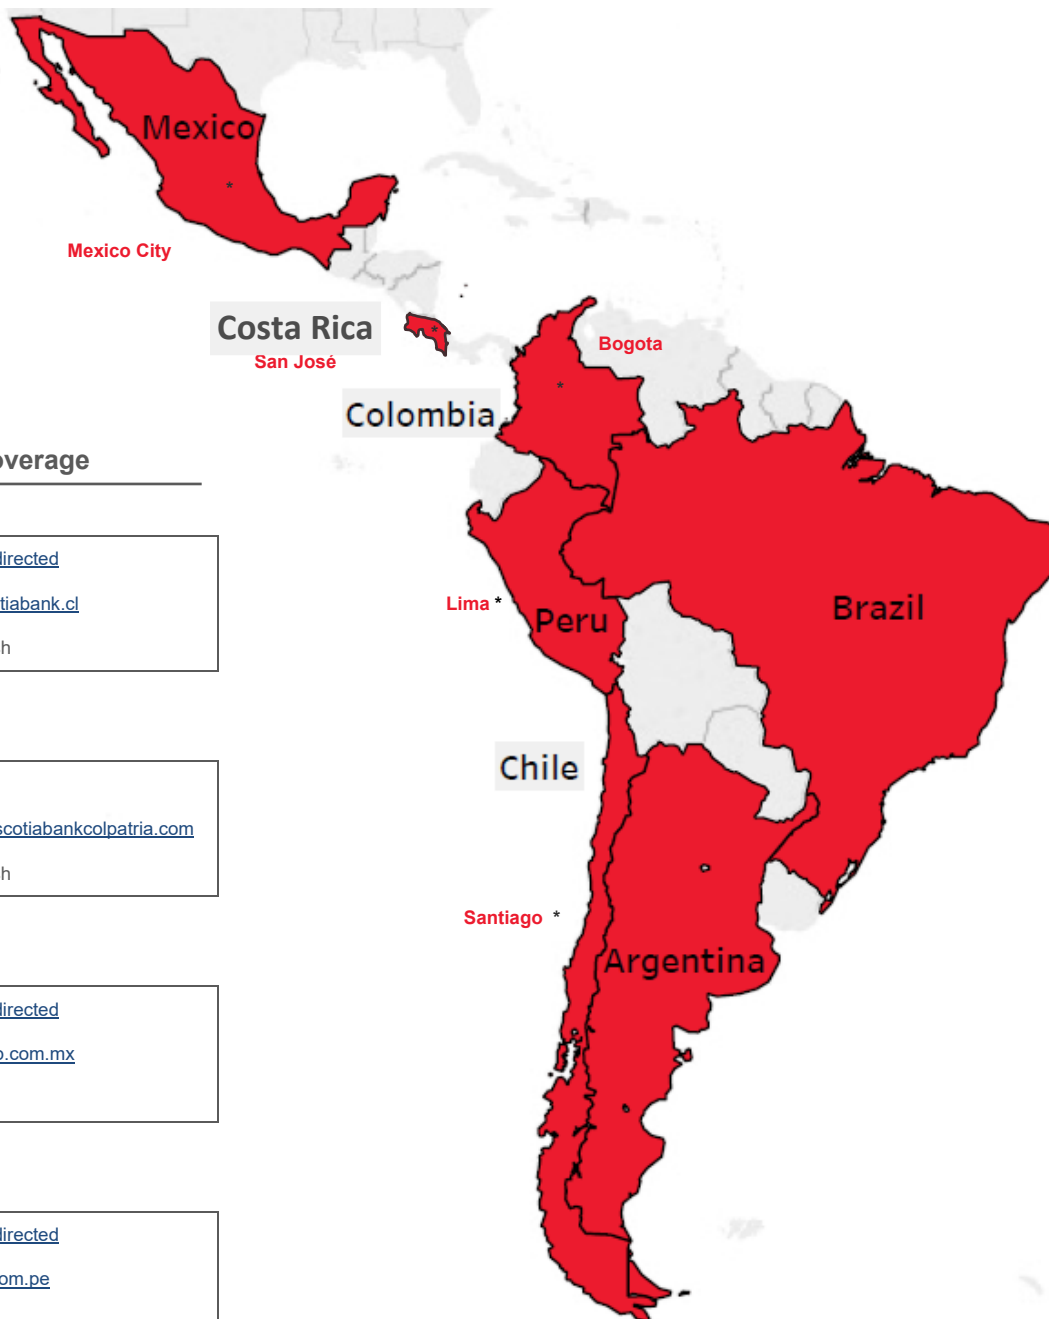 Mexico
Mexico City
Costa Rica
San José
Bogota
Colombia
overage
directed
tiabank.cl
h
Lima *
Peru
Brazil
Chile
scotiabankcolpatria.com
h
Santiago *
Argentina
directed
o.com.mx
directed
om.pe